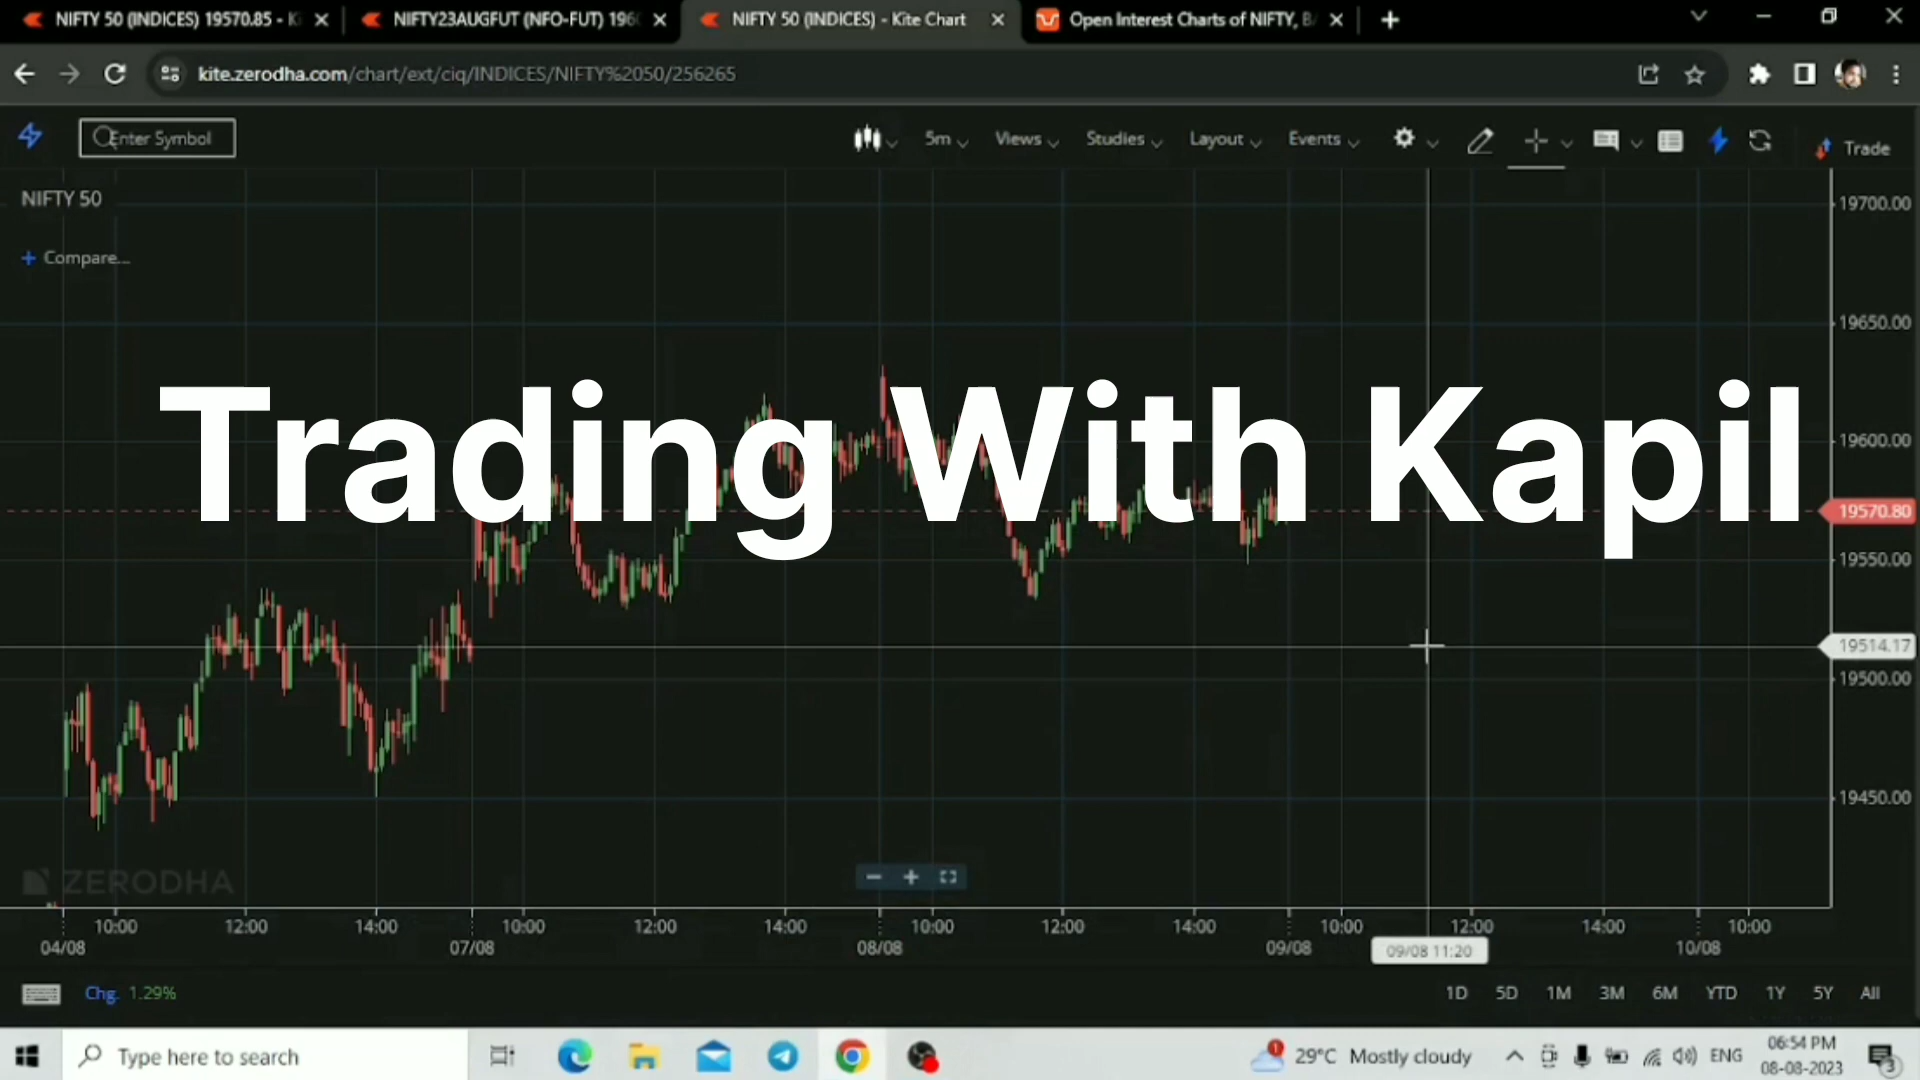 NIFTY 50 (INDICES) 19570.85 - Ki
NIFTY23AUGFUT (NFO-FUT) 196
NIFTY 50 (INDICES) - Kite Chart
Open Interest Charts of NIFTY, B
kite.zerodha.com/chart/ext/ciq/INDICES/NIFTY%2050/256265
Enter Symbol
5m
Views
Studies
Layout
Events
Trade
NIFTY 50
Compare...
19700.00
19650.00
19600.00
19570.80
19550.00
19514.17
19500.00
19450.00
Trading With Kapil
ZERODHA
10:00 12:00 14:00 10:00 12:00 14:00 10:00 12:00 14:00 10:00 12:00 14:00 10:00
04/08 07/08 08/08 09/08 09/08 11:20 10/08
Chg. 1.29%
1D 5D 1M 3M 6M YTD 1Y 5Y All
Type here to search
29°C Mostly cloudy
ENG
06:54 PM
08-08-2023
3